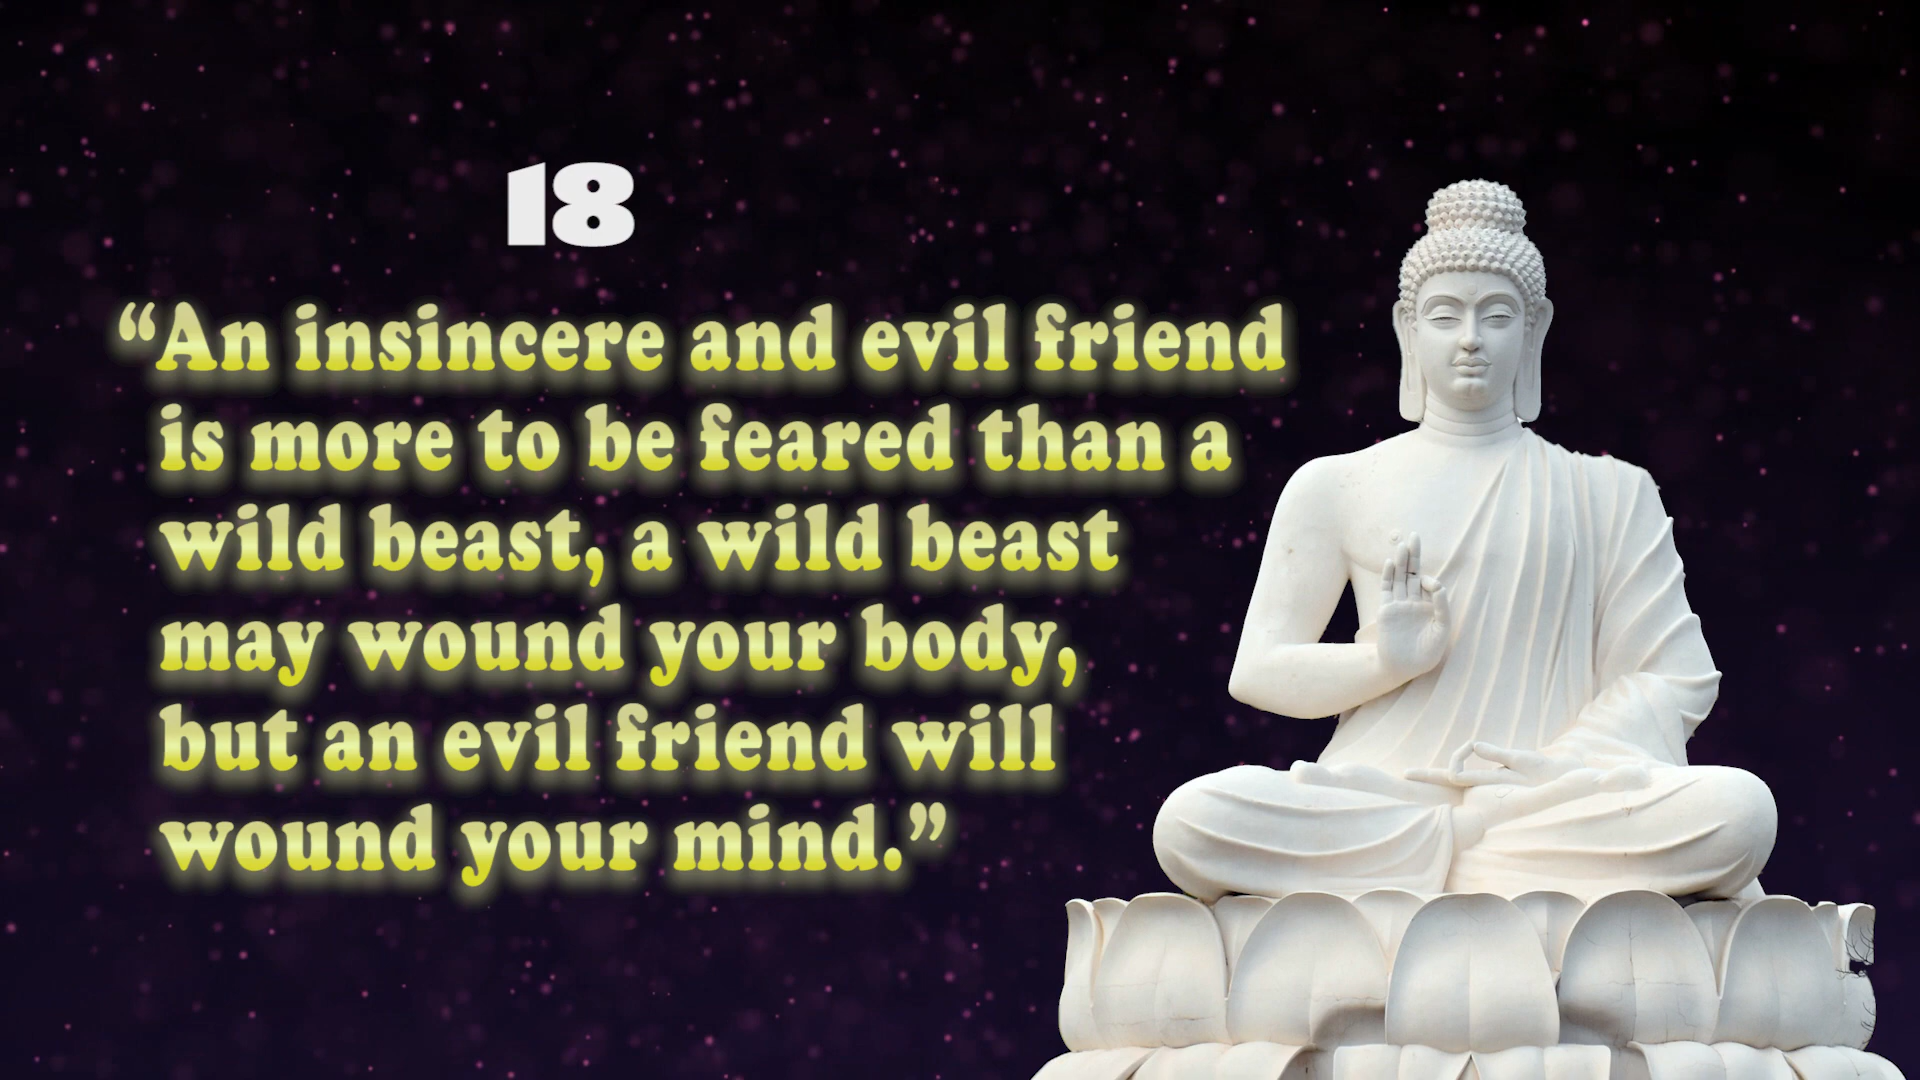 18
“An insincere and evil friend
is more to be feared than a
wild beast, a wild beast
may wound your body,
but an evil friend will
wound your mind.”